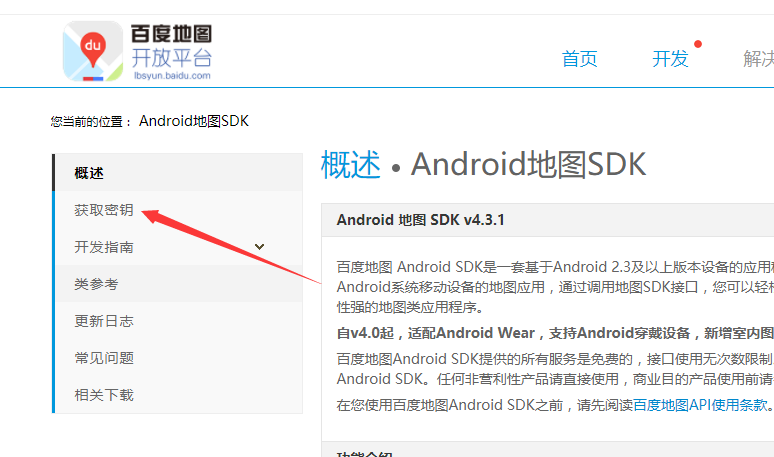 百度地图
开放平台
lbsyun.baidu.com
du
首页
开发
解决
您当前的位置： Android地图SDK
概述
获取密钥
开发指南
类参考
更新日志
常见问题
相关下载
概述 • Android地图SDK
Android 地图 SDK v4.3.1
百度地图 Android SDK是一套基于Android 2.3及以上版本设备的应用程
Android系统移动设备的地图应用，通过调用地图SDK接口，您可以轻松
性强的地图类应用程序。
自v4.0起，适配Android Wear，支持Android穿戴设备，新增室内图
百度地图Android SDK提供的所有服务是免费的，接口使用无次数限制
Android SDK。任何非营利性产品请直接使用，商业目的产品使用前请
在您使用百度地图Android SDK之前，请先阅读百度地图API使用条款。
功能介绍